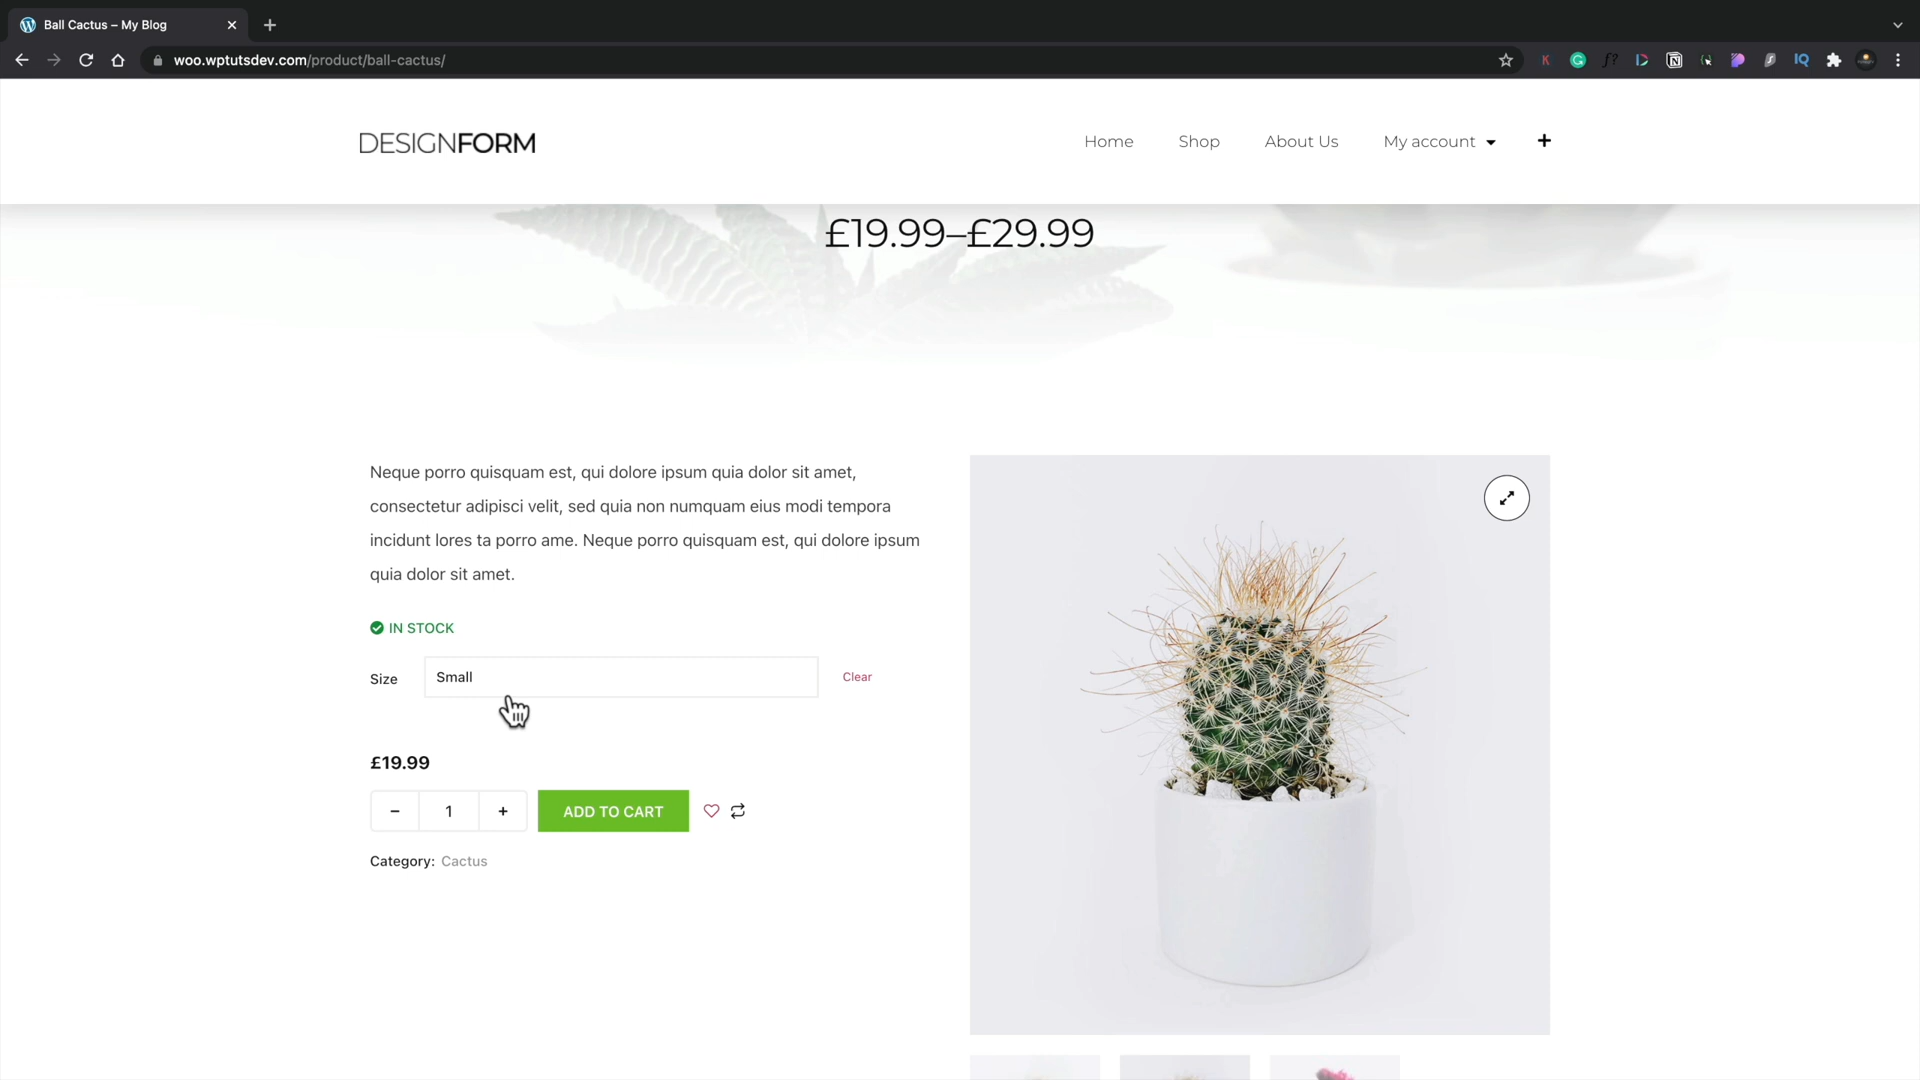 Ball Cactus – My Blog
woo.wptutsdev.com/product/ball-cactus/
DESIGNFORM
Home
Shop
About Us
My account
£19.99–£29.99
Neque porro quisquam est, qui dolore ipsum quia dolor sit amet,
consectetur adipisci velit, sed quia non numquam eius modi tempora
incidunt lores ta porro ame. Neque porro quisquam est, qui dolore ipsum
quia dolor sit amet.
IN STOCK
Size
Small
Clear
£19.99
− 1 +
ADD TO CART
Category: Cactus